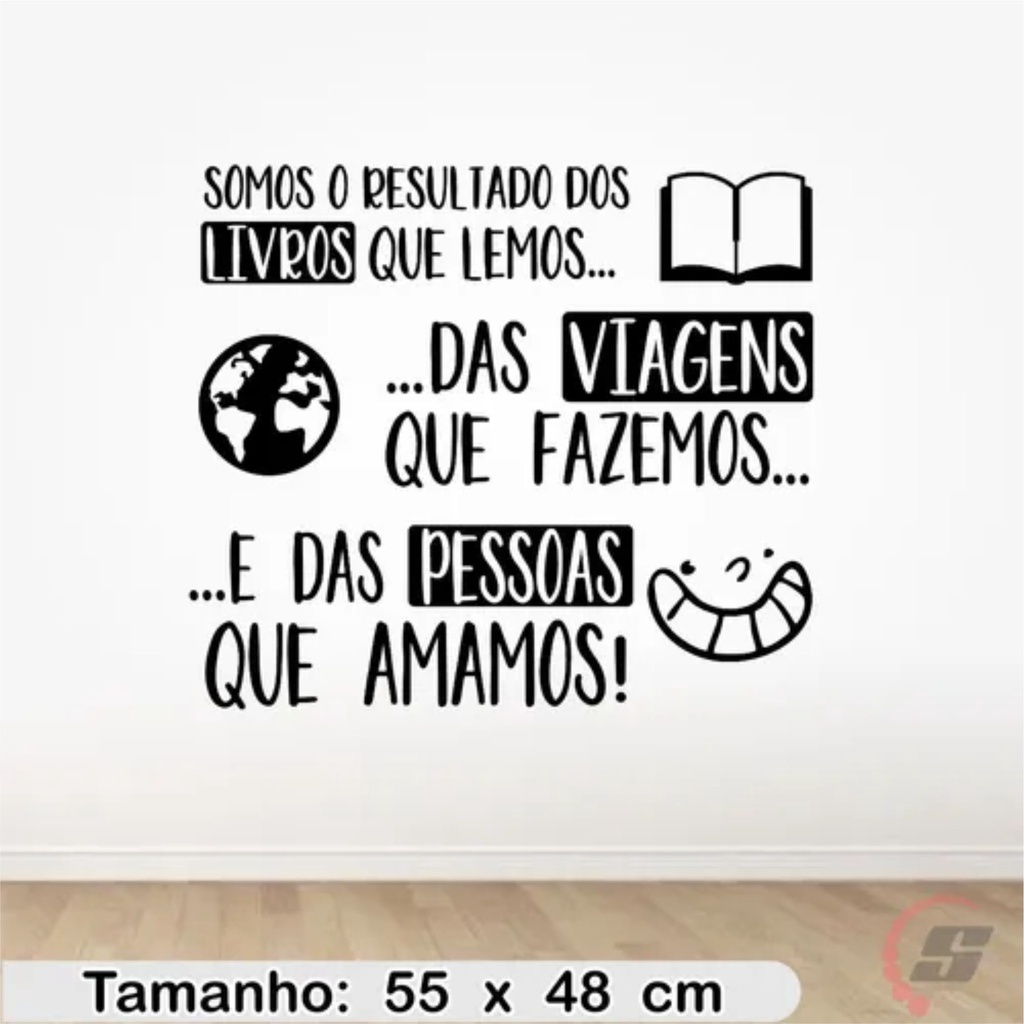 SOMOS O RESULTADO DOS
LIVROS QUE LEMOS...
...DAS VIAGENS
QUE FAZEMOS...
...E DAS PESSOAS
QUE AMAMOS!
Tamanho: 55 x 48 cm
S